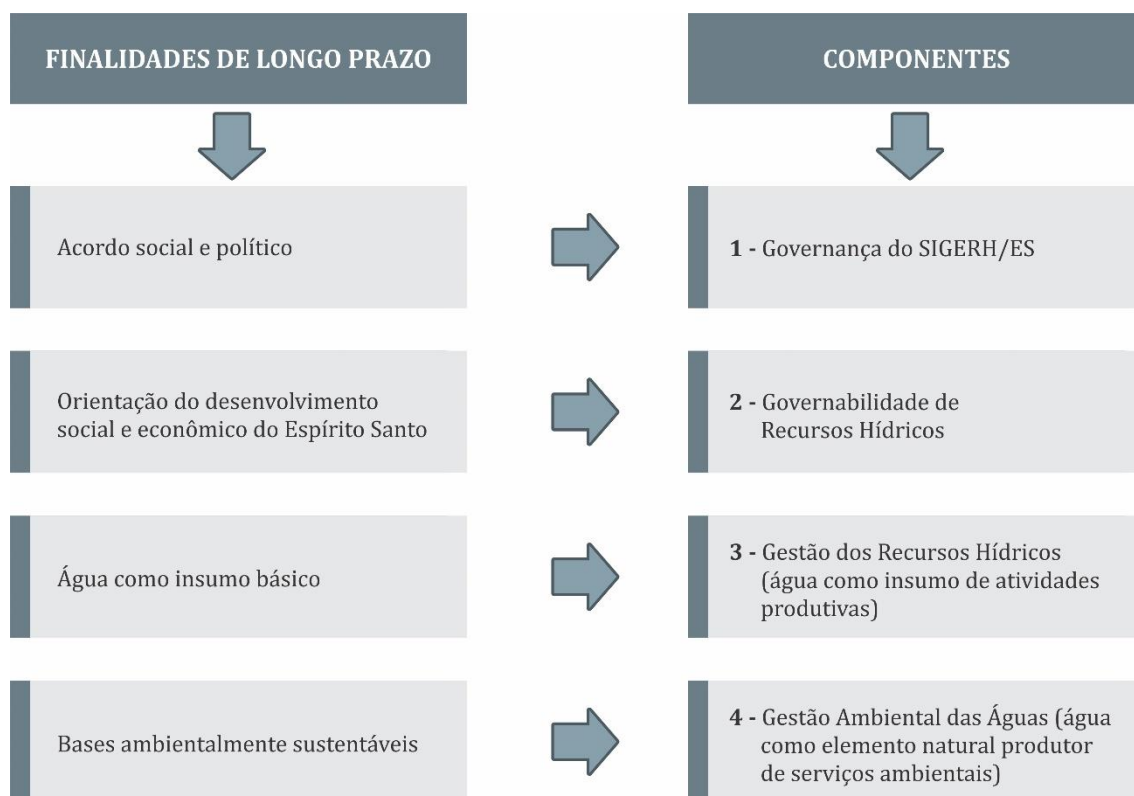 FINALIDADES DE LONGO PRAZO
COMPONENTES
Acordo social e político
1 - Governança do SIGERH/ES
Orientação do desenvolvimento
social e econômico do Espírito Santo
2 - Governabilidade de
Recursos Hídricos
Água como insumo básico
3 - Gestão dos Recursos Hídricos
(água como insumo de atividades
produtivas)
Bases ambientalmente sustentáveis
4 - Gestão Ambiental das Águas (água
como elemento natural produtor
de serviços ambientais)